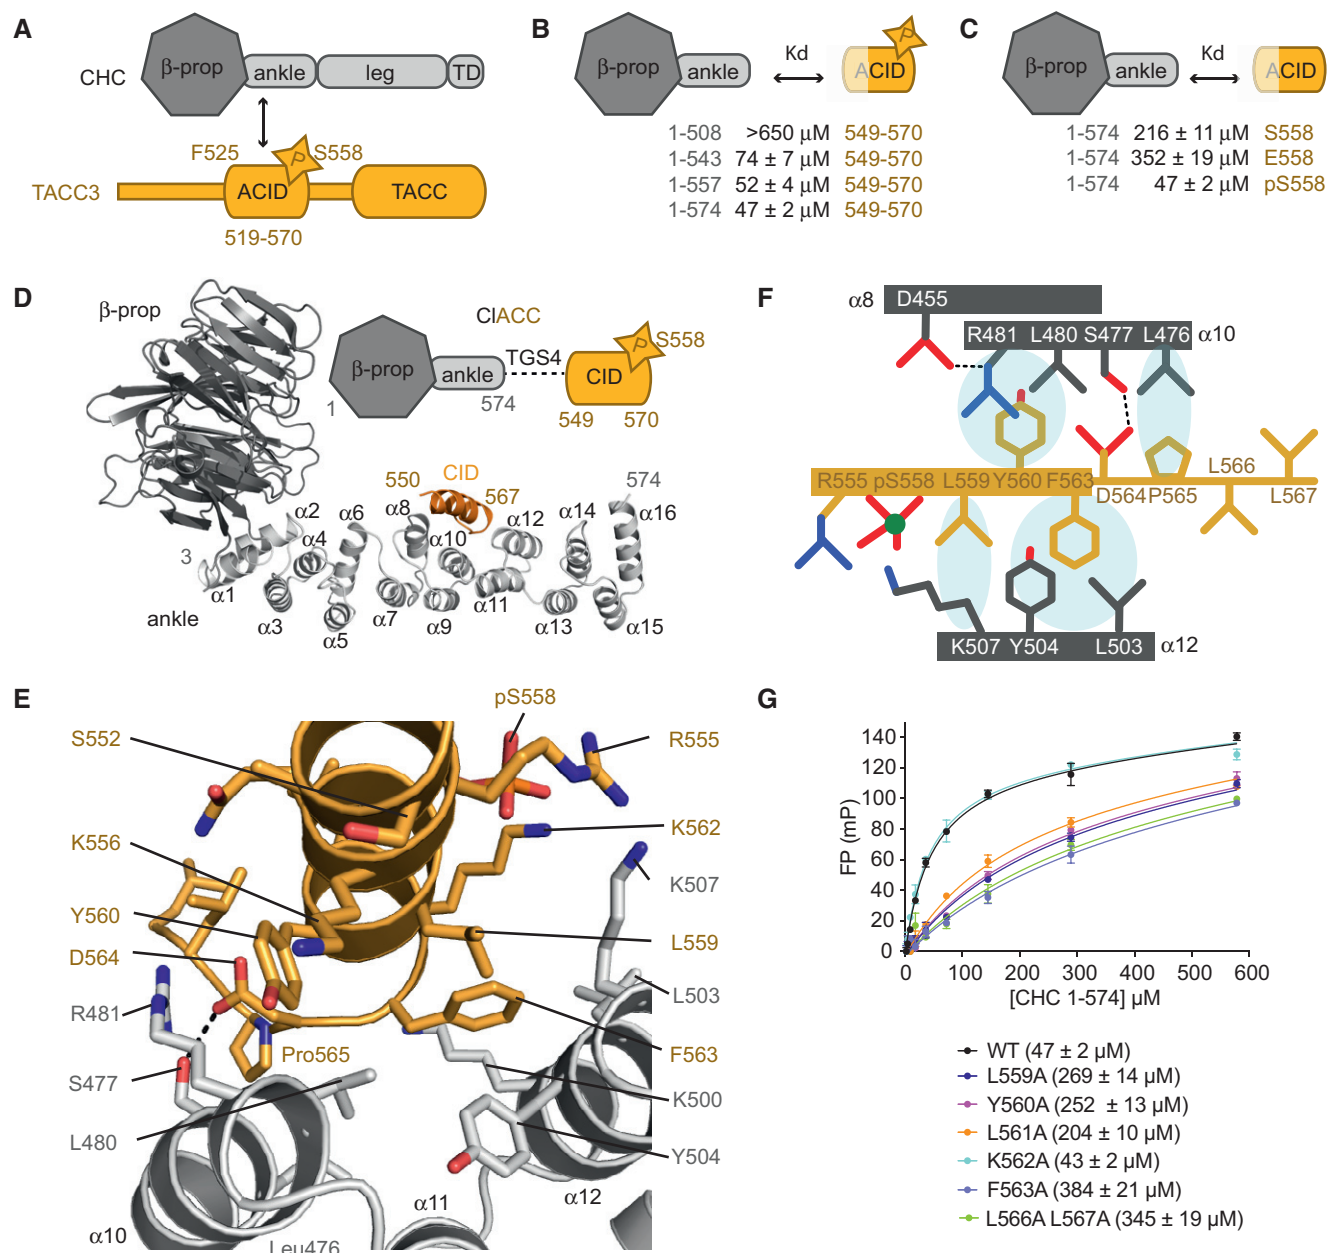 A
CHC
β-prop
ankle
leg
TD
F525
P
S558
TACC3
ACID
TACC
519-570
B
β-prop
ankle
Kd
ACID
P
1-508 >650 μM 549-570
1-543 74 ± 7 μM 549-570
1-557 52 ± 4 μM 549-570
1-574 47 ± 2 μM 549-570
C
β-prop
ankle
Kd
ACID
1-574 216 ± 11 μM S558
1-574 352 ± 19 μM E558
1-574 47 ± 2 μM pS558
D
β-prop
ClACC
β-prop
ankle
TGS4
CID
P
S558
1
574
549
570
CID
550
567
574
α2
α6
α8
α12
α14
α16
α4
α10
3
α1
α7
α11
ankle
α3
α5
α9
α13
α15
E
pS558
S552
R555
K556
K562
K507
Y560
L559
D564
R481
L503
Pro565
F563
S477
K500
L480
Y504
α12
α11
α10
Leu476
F
α8
D455
R481 L480 S477 L476 α10
R555 pS558 L559 Y560 F563
D564 P565
L566
L567
K507 Y504 L503 α12
G
FP (mP)
140
120
100
80
60
40
20
0
0 100 200 300 400 500 600
[CHC 1-574] μM
WT (47 ± 2 μM)
L559A (269 ± 14 μM)
Y560A (252 ± 13 μM)
L561A (204 ± 10 μM)
K562A (43 ± 2 μM)
F563A (384 ± 21 μM)
L566A L567A (345 ± 19 μM)